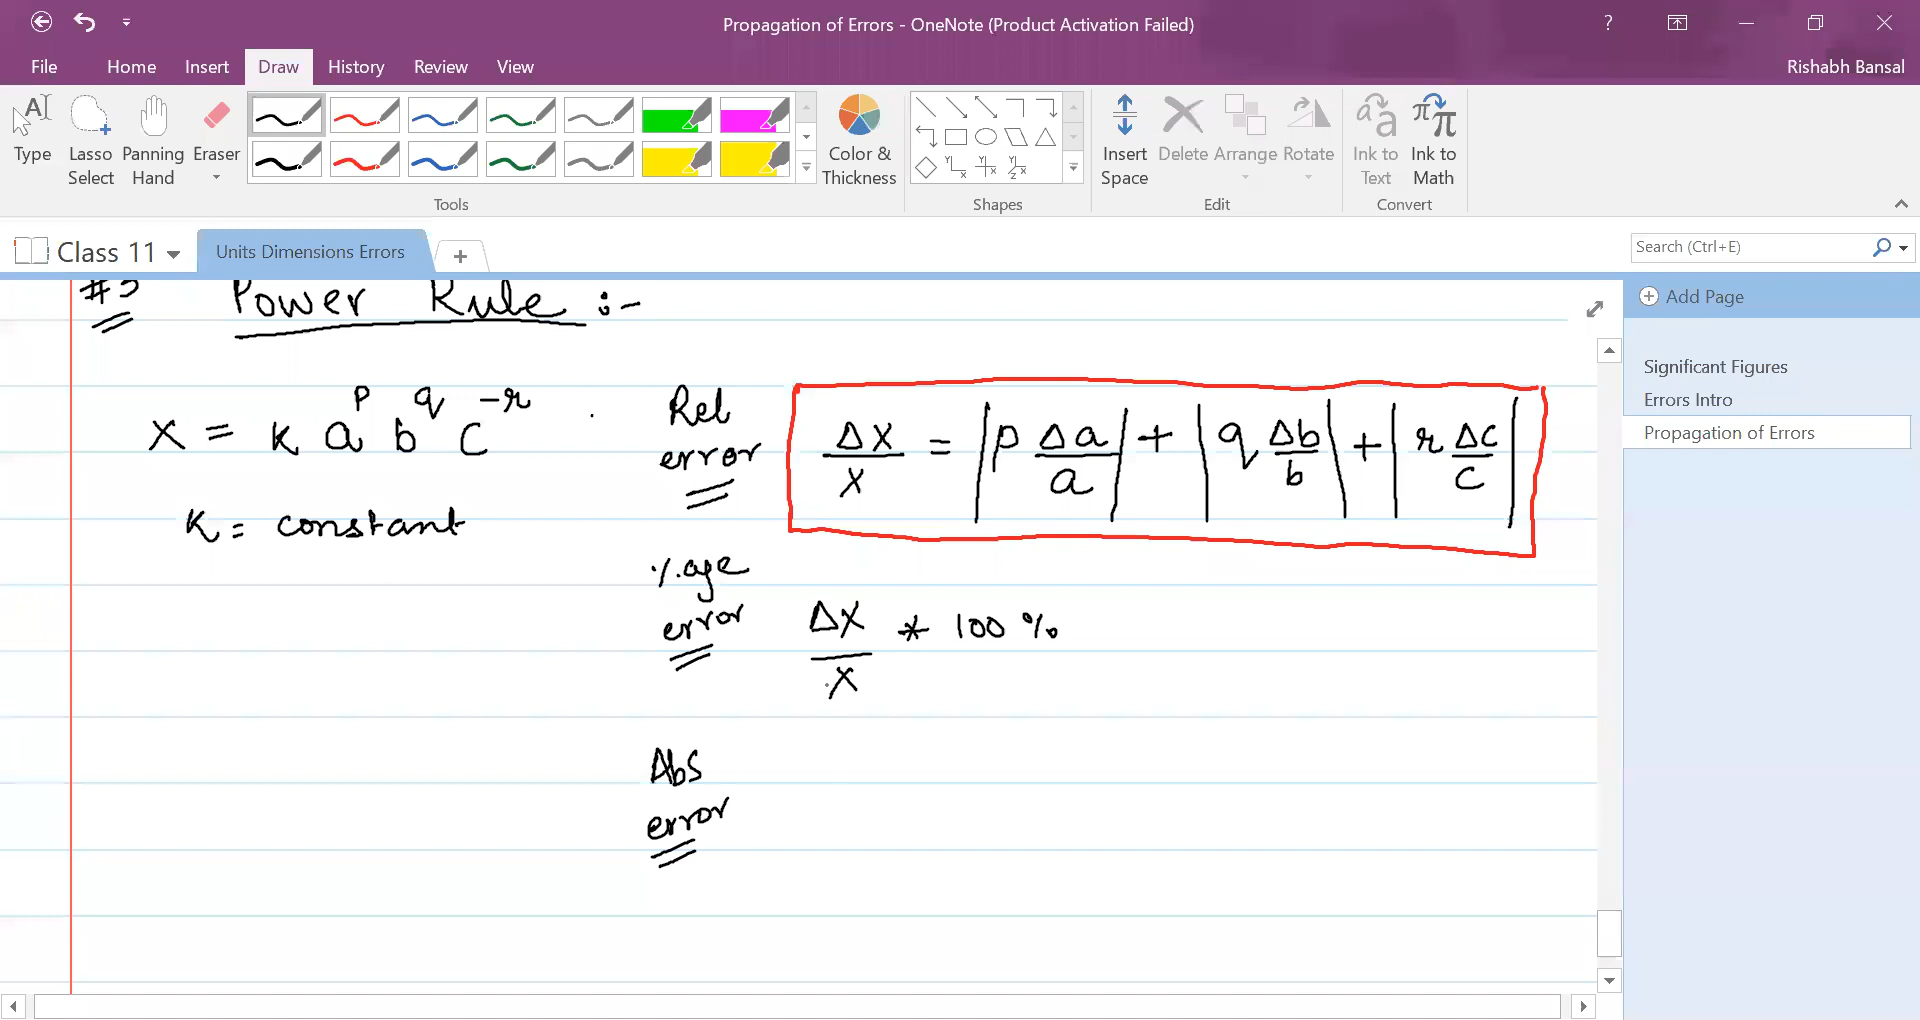 Propagation of Errors - OneNote (Product Activation Failed)
?
File Home Insert Draw History Review View
Rishabh Bansal
Type
Lasso Select
Panning Hand
Eraser
Color & Thickness
Insert Space
Delete
Arrange
Rotate
Ink to Text
Ink to Math
Tools
Shapes
Edit
Convert
Class 11
Units Dimensions Errors
Search (Ctrl+E)
Add Page
Significant Figures
Errors Intro
Propagation of Errors
Power Rule :-
X = K a^p b^q c^-r
K = constant
Rel error
ΔX/X = |p Δa/a| + |q Δb/b| + |r Δc/c|
%age error
ΔX/X * 100 %
Abs error